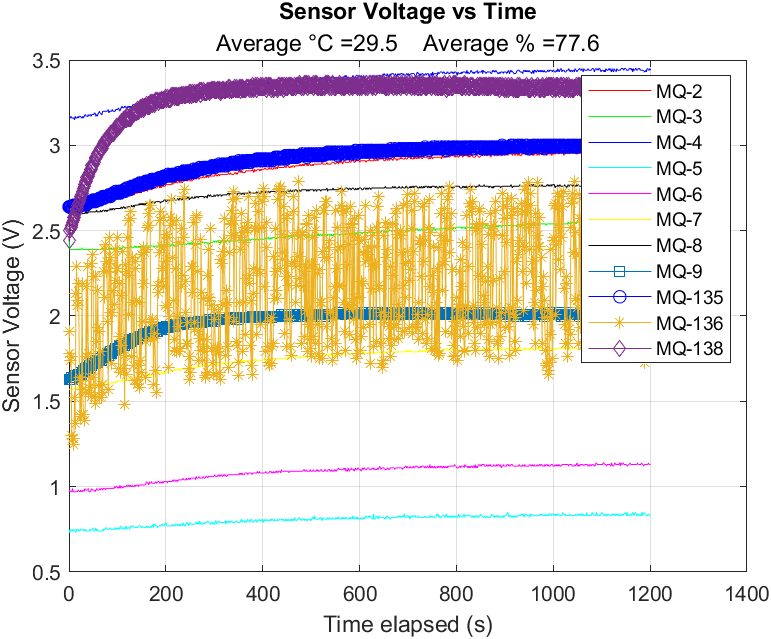 Sensor Voltage vs Time
Average °C =29.5 Average % =77.6
Sensor Voltage (V)
3.5
3
2.5
2
1.5
1
0.5
MQ-2
MQ-3
MQ-4
MQ-5
MQ-6
MQ-7
MQ-8
MQ-9
MQ-135
MQ-136
MQ-138
0 200 400 600 800 1000 1200 1400
Time elapsed (s)